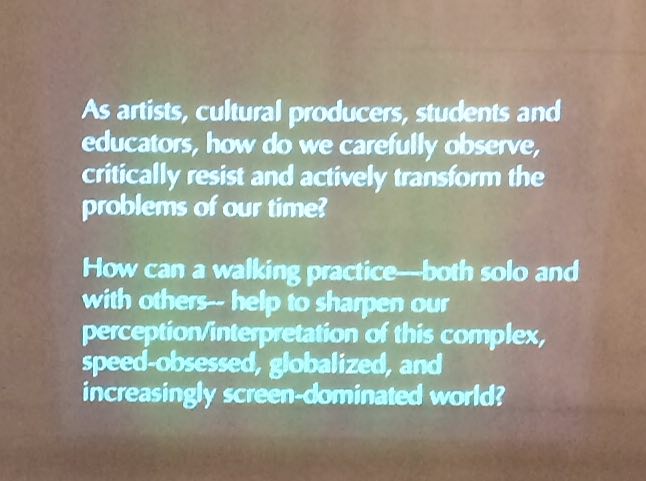 As artists, cultural producers, students and
educators, how do we carefully observe,
critically resist and actively transform the
problems of our time?
How can a walking practice—both solo and
with others-- help to sharpen our
perception/interpretation of this complex,
speed-obsessed, globalized, and
increasingly screen-dominated world?